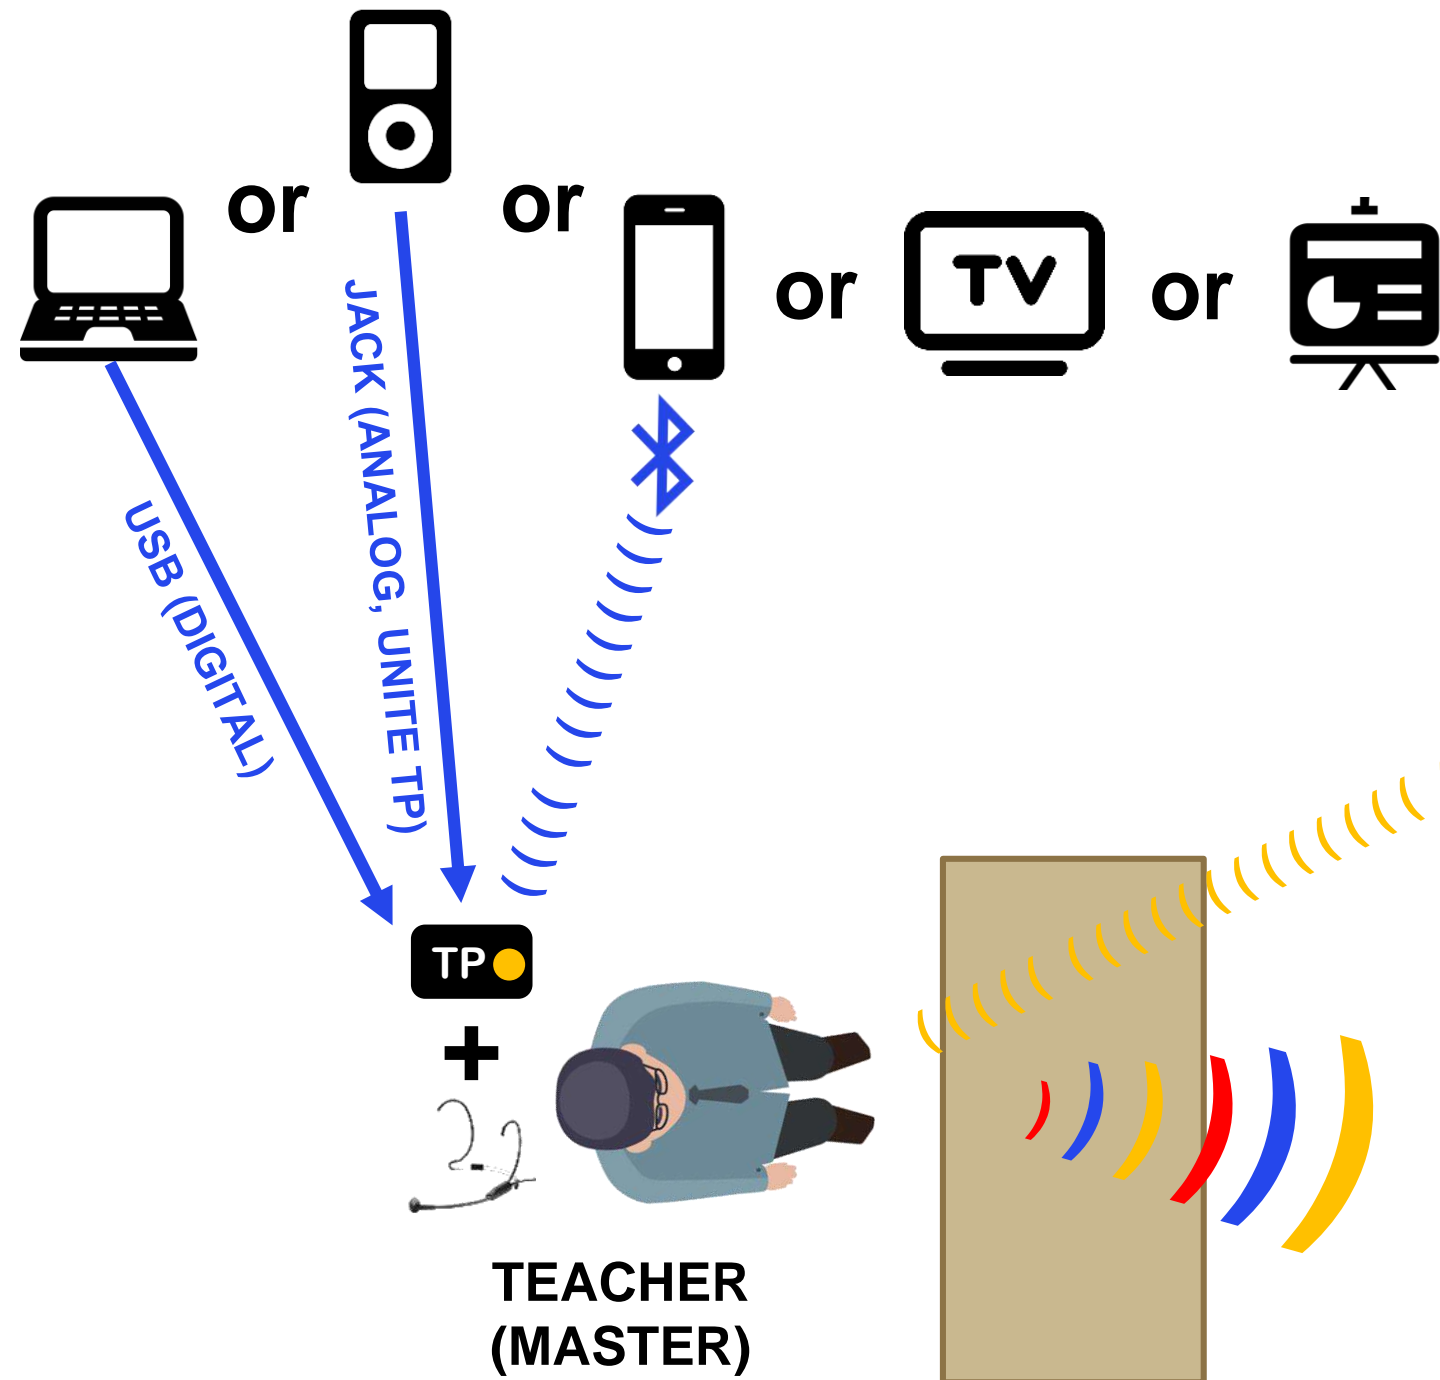 or
or
or
TV
or
JACK (ANALOG, UNITE TP)
USB (DIGITAL)
TP
+
TEACHER
(MASTER)